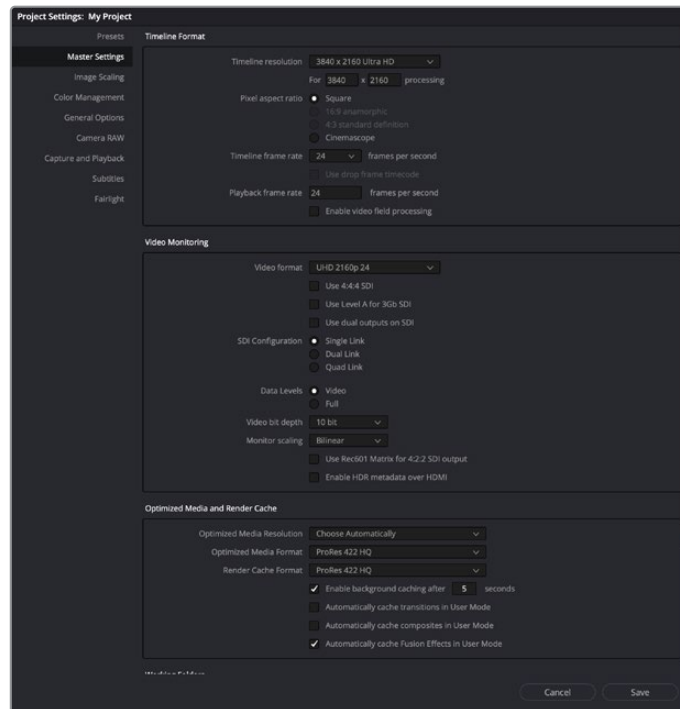 Project Settings: My Project
Presets
Master Settings
Image Scaling
Color Management
General Options
Camera RAW
Capture and Playback
Subtitles
Fairlight
Timeline Format
Timeline resolution 3840 x 2160 Ultra HD
For 3840 x 2160 processing
Pixel aspect ratio Square
16:9 anamorphic
4:3 standard definition
Cinemascope
Timeline frame rate 24 frames per second
Use drop frame timecode
Playback frame rate 24 frames per second
Enable video field processing
Video Monitoring
Video format UHD 2160p 24
Use 4:4:4 SDI
Use Level A for 3Gb SDI
Use dual outputs on SDI
SDI Configuration Single Link
Dual Link
Quad Link
Data Levels Video
Full
Video bit depth 10 bit
Monitor scaling Bilinear
Use Rec601 Matrix for 4:2:2 SDI output
Enable HDR metadata over HDMI
Optimized Media and Render Cache
Optimized Media Resolution Choose Automatically
Optimized Media Format ProRes 422 HQ
Render Cache Format ProRes 422 HQ
Enable background caching after 5 seconds
Automatically cache transitions in User Mode
Automatically cache composites in User Mode
Automatically cache Fusion Effects in User Mode
Working Folders
Cancel Save